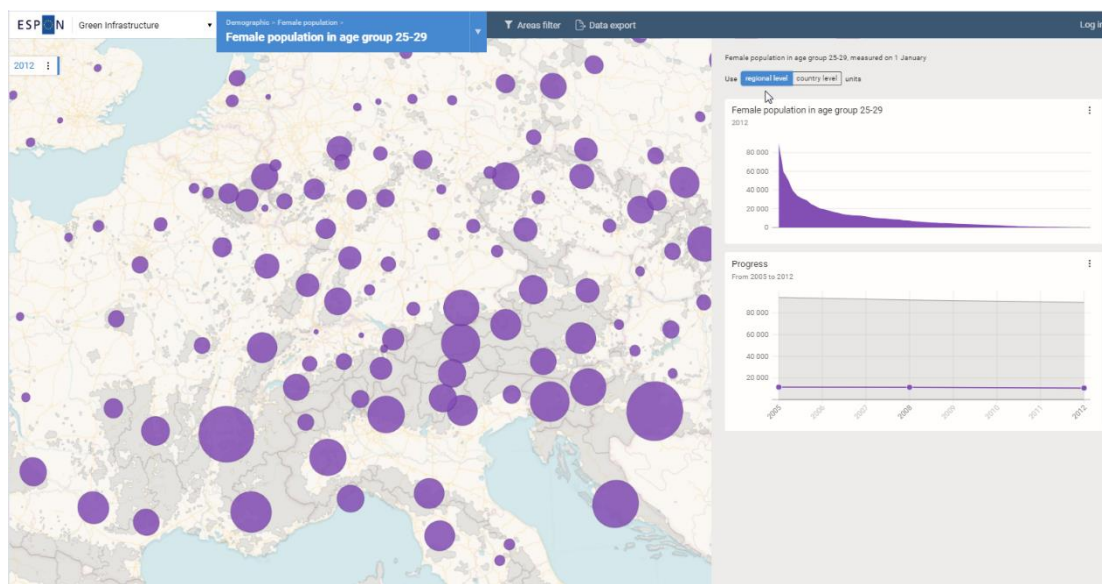 ESPON
Green Infrastructure
Demographic – Female population –
Female population in age group 25-29
Areas filter
Data export
Log in
2012
Female population in age group 25-29, measured on 1 January
Use regional level country level units
Female population in age group 25-29
2012
80 000
60 000
40 000
20 000
0
Progress
From 2005 to 2012
80 000
60 000
40 000
20 000
2005 2006 2007 2008 2009 2010 2011 2012